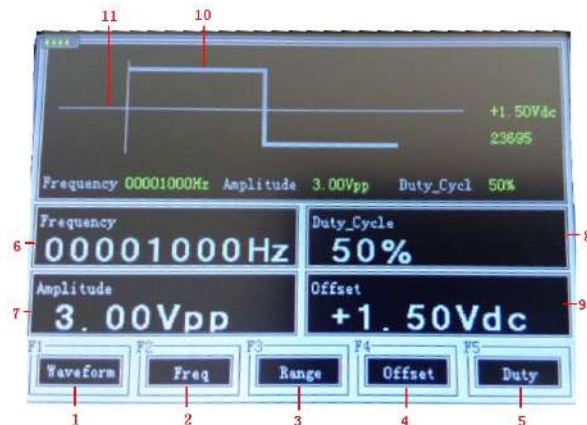 11
10
+1.50Vdc
23695
Frequency 00001000Hz Amplitude 3.00Vpp Duty_Cycl 50%
Frequency
00001000Hz
Duty_Cycle
50%
6
8
Amplitude
3.00Vpp
Offset
+1.50Vdc
7
9
F1
F2
F3
F4
F5
Waveform
Freq
Range
Offset
Duty
1
2
3
4
5